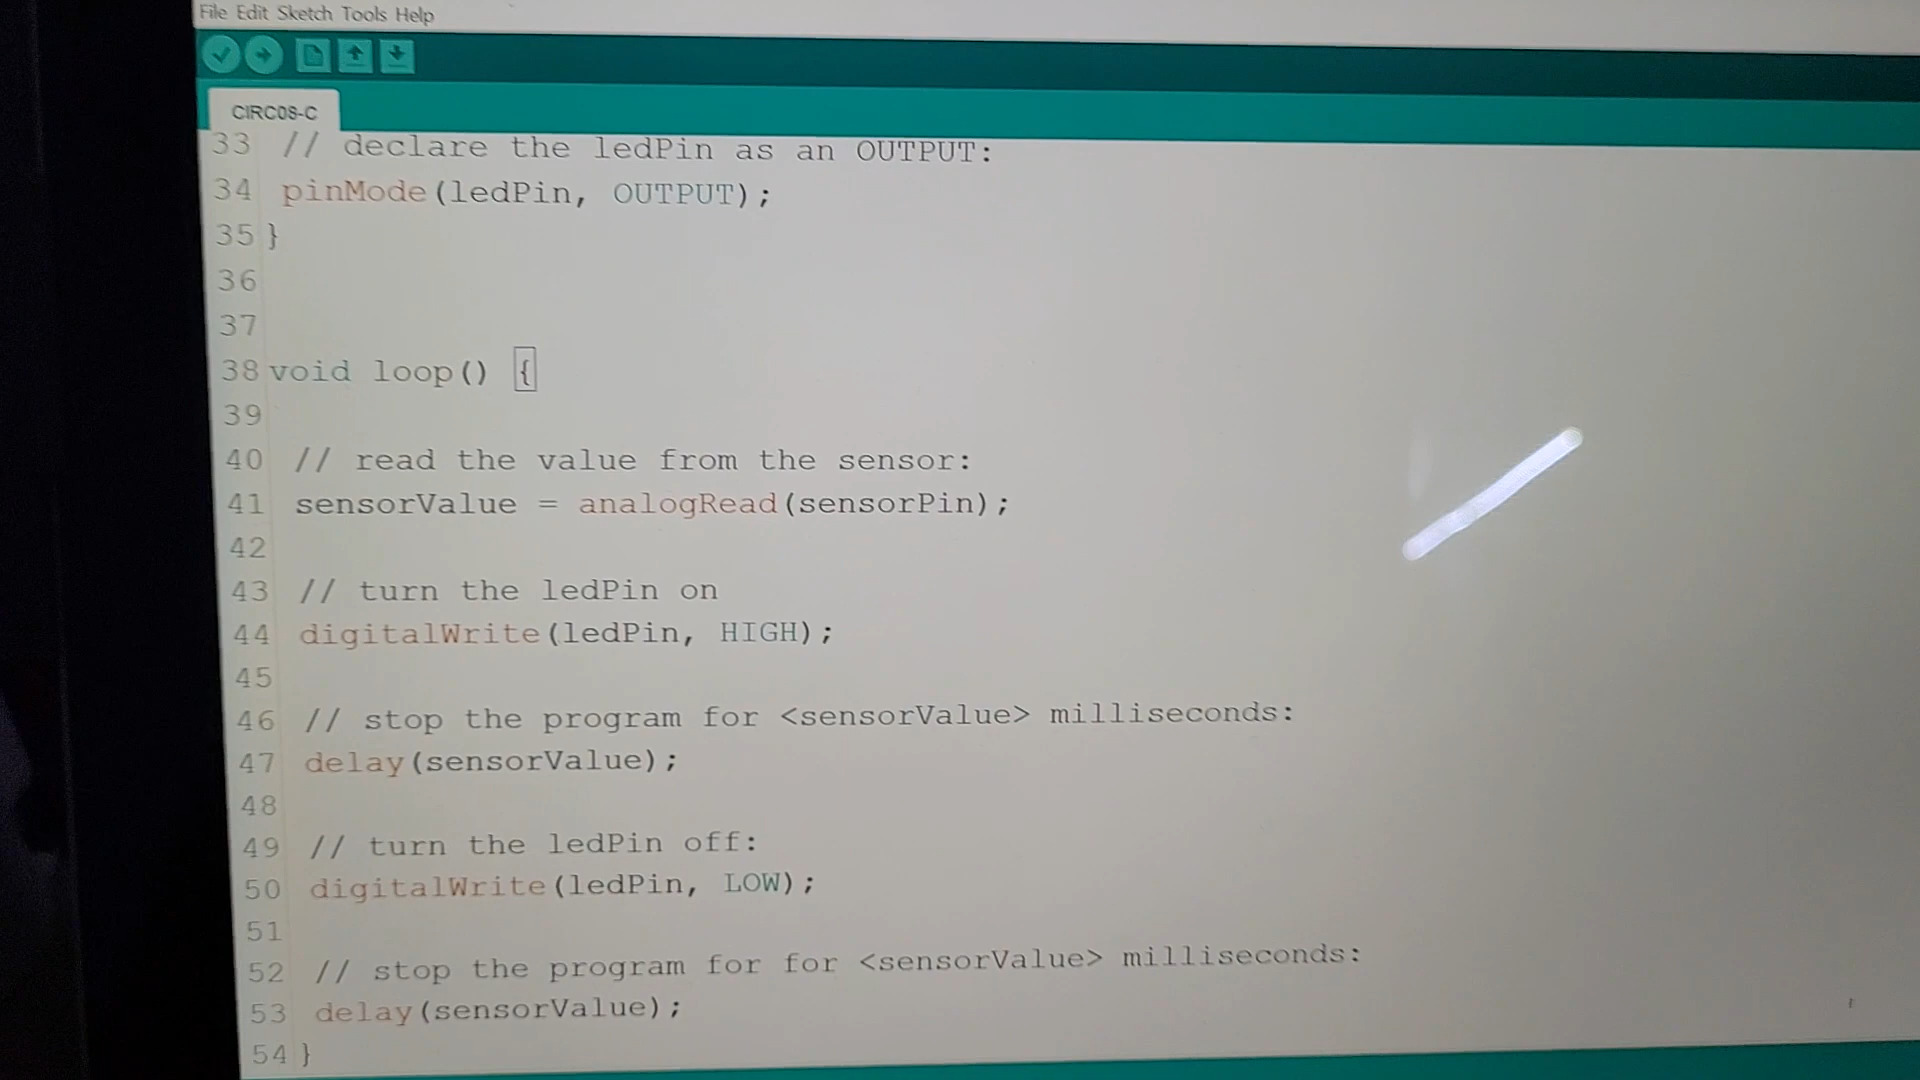 File Edit Sketch Tools Help
CIRC08-C
33 // declare the ledPin as an OUTPUT:
34 pinMode(ledPin, OUTPUT);
35 }
36
37
38 void loop() {
39
40 // read the value from the sensor:
41 sensorValue = analogRead(sensorPin);
42
43 // turn the ledPin on
44 digitalWrite(ledPin, HIGH);
45
46 // stop the program for <sensorValue> milliseconds:
47 delay(sensorValue);
48
49 // turn the ledPin off:
50 digitalWrite(ledPin, LOW);
51
52 // stop the program for for <sensorValue> milliseconds:
53 delay(sensorValue);
54 }